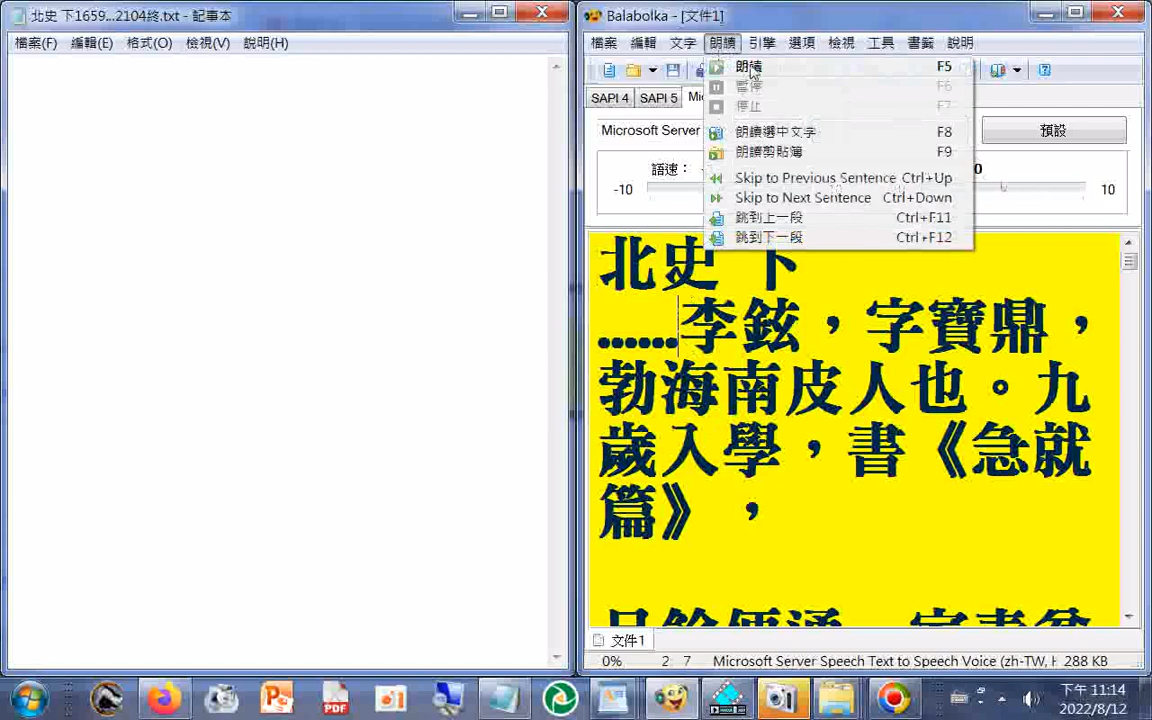 北史 下1659...2104終.txt - 記事本
檔案(F) 編輯(E) 格式(O) 檢視(V) 說明(H)
Balabolka - [文件1]
檔案 編輯 文字 朗讀 引擎 選項 檢視 工具 書籤 說明
SAPI 4 SAPI 5
Microsoft Server
預設
語速：
-10
0
10
朗讀 F5
暫停 F6
停止 F7
朗讀選中文字 F8
朗讀剪貼簿 F9
Skip to Previous Sentence Ctrl+Up
Skip to Next Sentence Ctrl+Down
跳到上一段 Ctrl+F11
跳到下一段 Ctrl+F12
北史 下
......李鉉，字寶鼎，
勃海南皮人也。九
歲入學，書《急就
篇》，
文件1
0% 2: 7 Microsoft Server Speech Text to Speech Voice (zh-TW, H 288 KB
PDF
下午 11:14
2022/8/12